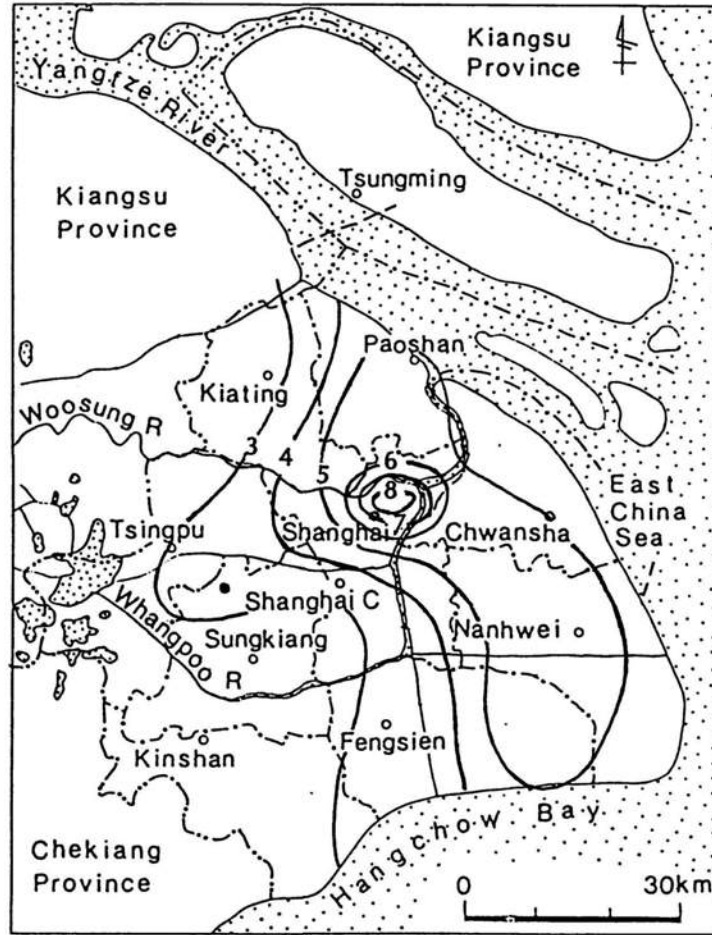 Kiangsu
Province
Yangfze River
Tsungming
Kiangsu
Province
Paoshan
Kiating
Woosung R
3
4
5
6
8
7
East
China
Sea
Shanghai
Chwansha
Tsingpu
Shanghai C
Nanhwei
Whangpoo R
Sungkiang
Fengsien
Kinshan
Hangchow Bay
Chekiang
Province
0 30km